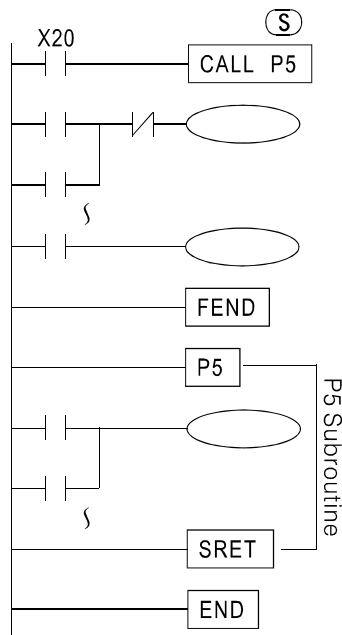 S
X20
CALL P5
FEND
P5
P5 Subroutine
SRET
END